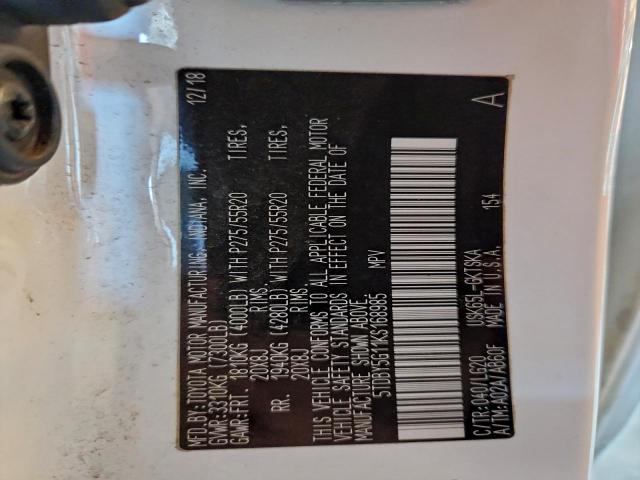 MFD.BY: TOYOTA MOTOR MANUFACTURING, INDIANA, INC. 12/18
GVWR-3310KG (7300LB)
GAWR-FRT. 1810KG (4000LB) WITH P275/55R20 TIRES,
20X8J RIMS,
RR. 1940KG (4280LB) WITH P275/55R20 TIRES,
20X8J RIMS.
THIS VEHICLE CONFORMS TO ALL APPLICABLE FEDERAL MOTOR
VEHICLE SAFETY STANDARDS IN EFFECT ON THE DATE OF
MANUFACTURE SHOWN ABOVE.
5TDBY5G11KS168985 MPV
C/TR:040/LG20 USK65L-GKTSKA 154 A
A/TM:A02A/AB60F MADE IN U.S.A.